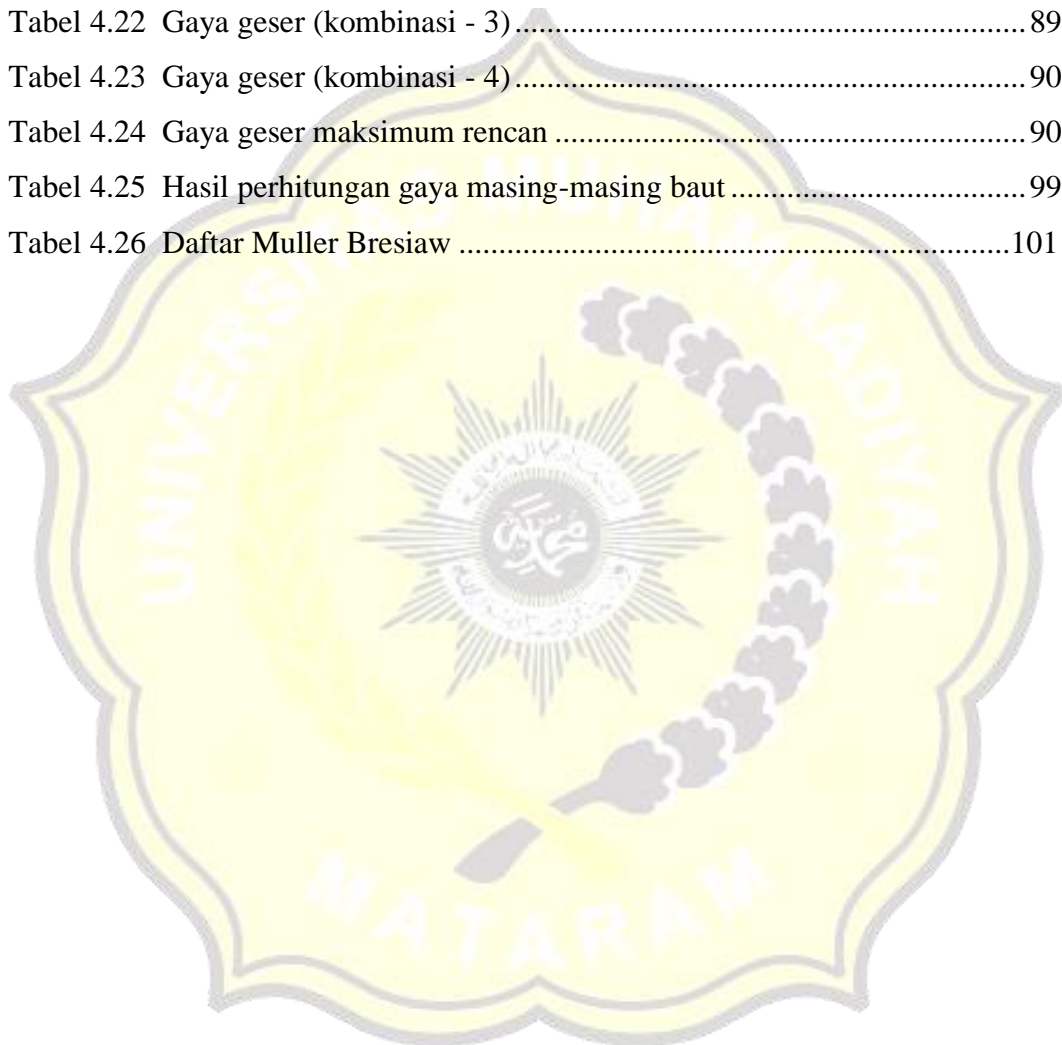 Tabel 4.22 Gaya geser (kombinasi - 3) ........................................................................ 89
Tabel 4.23 Gaya geser (kombinasi - 4) ........................................................................ 90
Tabel 4.24 Gaya geser maksimum rencan ................................................................... 90
Tabel 4.25 Hasil perhitungan gaya masing-masing baut .......................................... 99
Tabel 4.26 Daftar Muller Bresiaw ..............................................................................101
UNIVERSITAS MUHAMMADIYAH
MATARAM